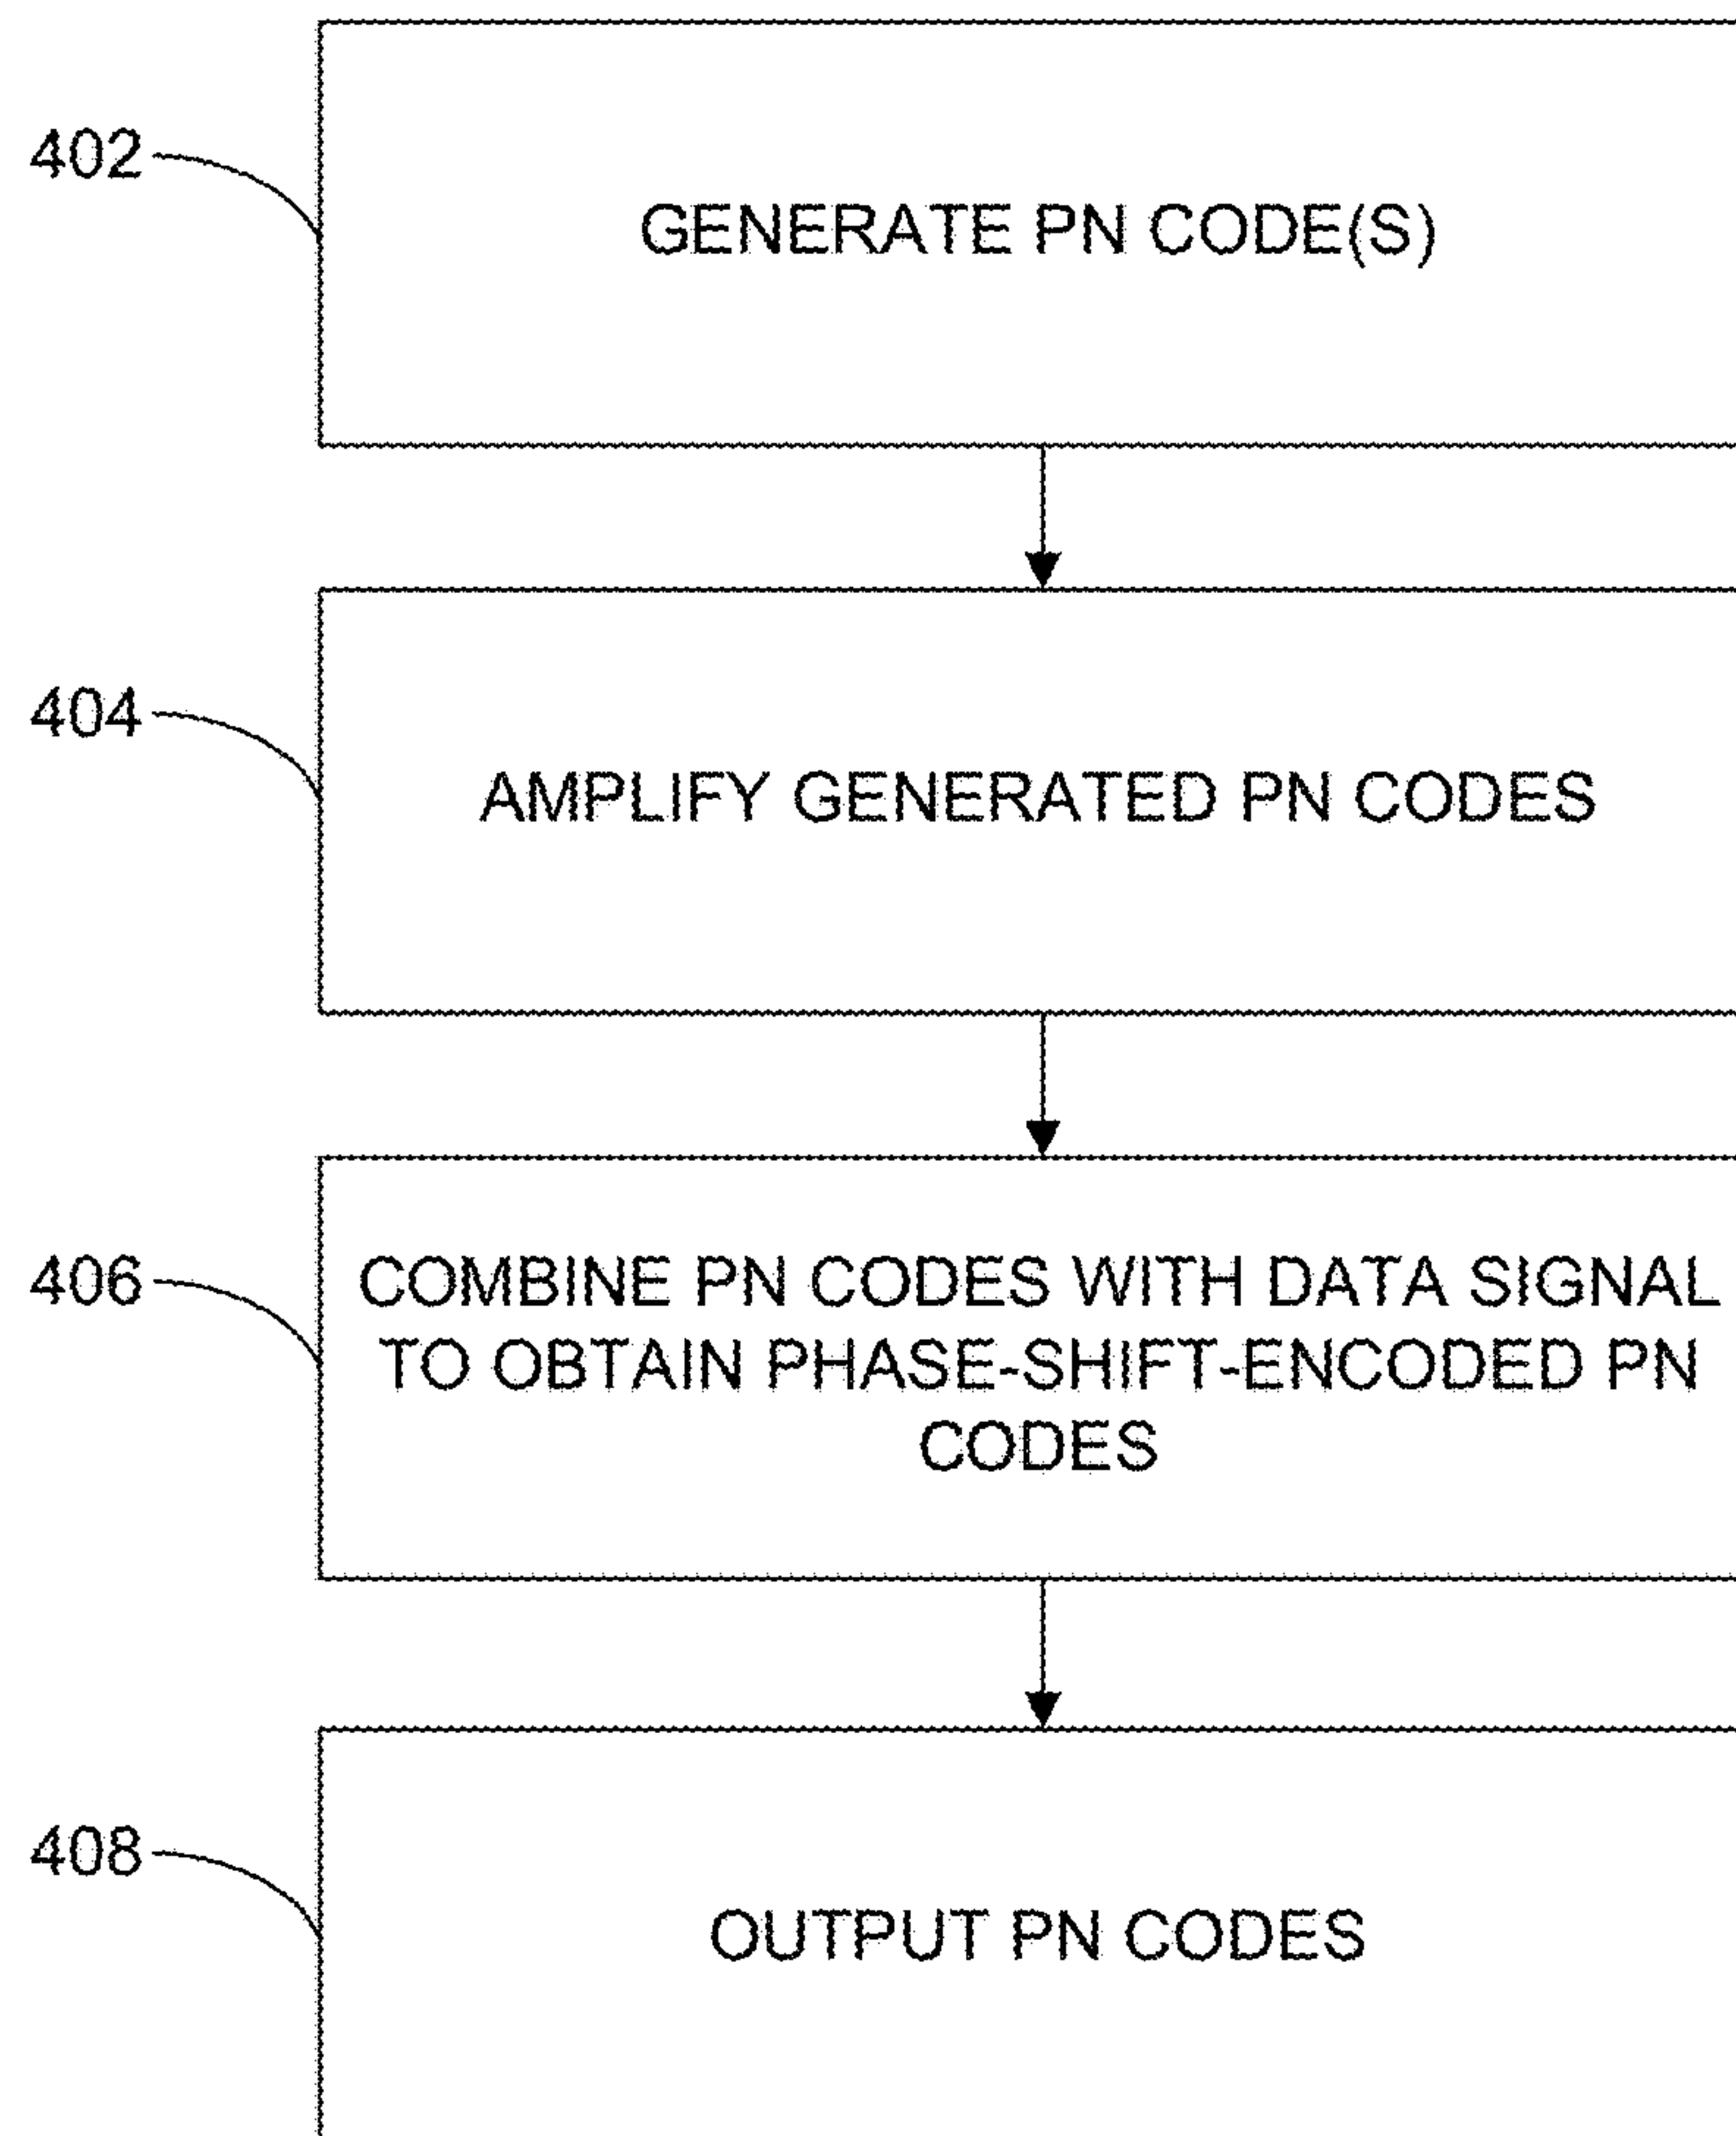 402
GENERATE PN CODE(S)
404
AMPLIFY GENERATED PN CODES
406
COMBINE PN CODES WITH DATA SIGNAL
TO OBTAIN PHASE-SHIFT-ENCODED PN
CODES
408
OUTPUT PN CODES